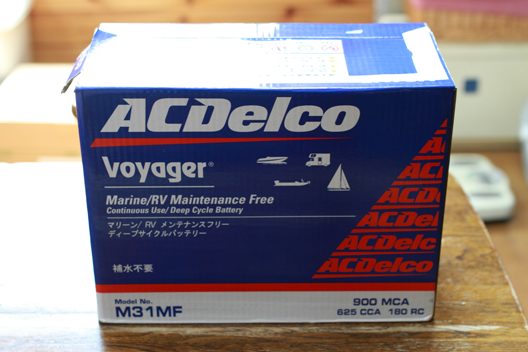 ACDelco
Voyager®
Marine/RV Maintenance Free
Continuous Use/ Deep Cycle Battery
マリーン/ RV メンテナンスフリー
ディープサイクルバッテリー
補水不要
ACDelco
ACDelco
Model No.
M31MF
900 MCA
625 CCA 180 RC